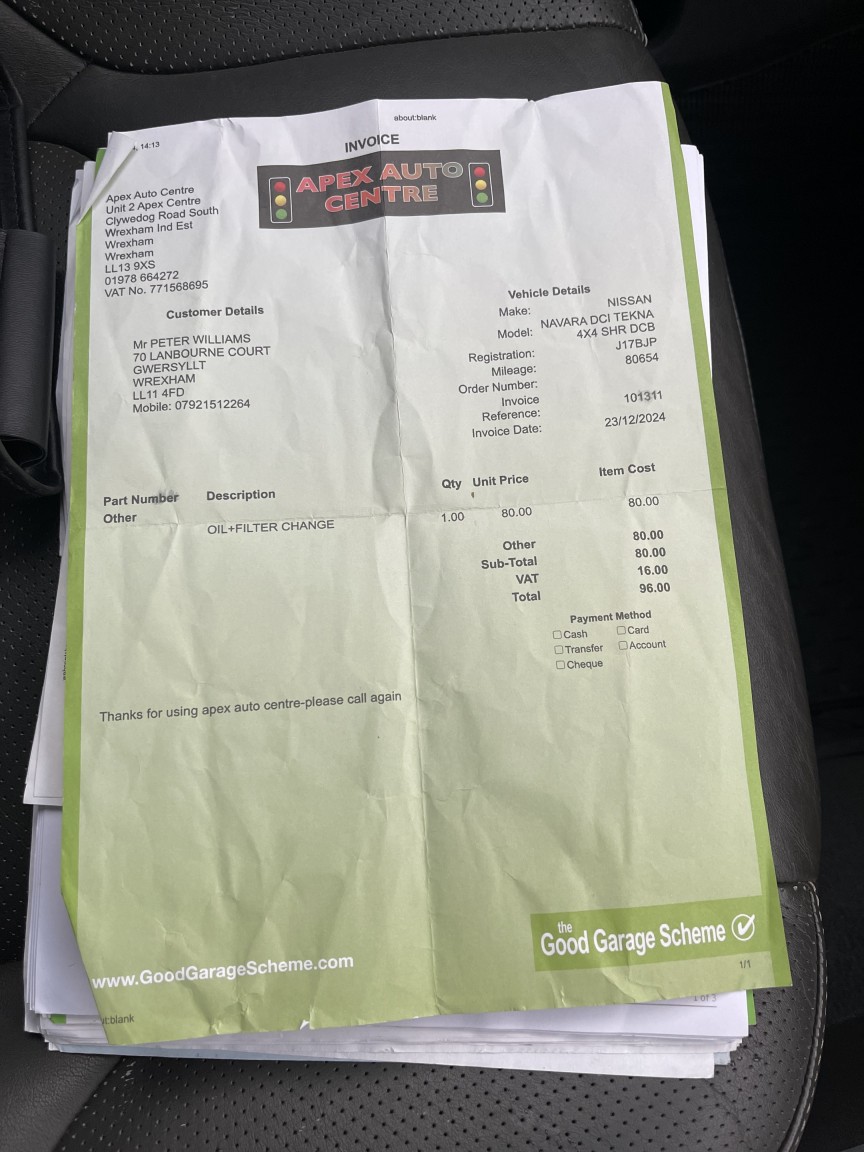 about:blank
, 14:13
INVOICE
APEX AUTO
CENTRE
Apex Auto Centre
Unit 2 Apex Centre
Clywedog Road South
Wrexham Ind Est
Wrexham
Wrexham
LL13 9XS
01978 664272
VAT No. 771568695
Customer Details
Mr PETER WILLIAMS
70 LANBOURNE COURT
GWERSYLLT
WREXHAM
LL11 4FD
Mobile: 07921512264
Vehicle Details
Make: NISSAN
Model: NAVARA DCI TEKNA
4X4 SHR DCB
Registration: J17BJP
Mileage: 80654
Order Number:
Invoice
Reference: 101311
Invoice Date: 23/12/2024
Part Number Description Qty Unit Price Item Cost
Other
OIL+FILTER CHANGE 1.00 80.00 80.00
Other 80.00
Sub-Total 80.00
VAT 16.00
Total 96.00
Payment Method
Cash Card
Transfer Account
Cheque
Thanks for using apex auto centre-please call again
the
Good Garage Scheme
www.GoodGarageScheme.com
1/1
ut:blank
1 of 3